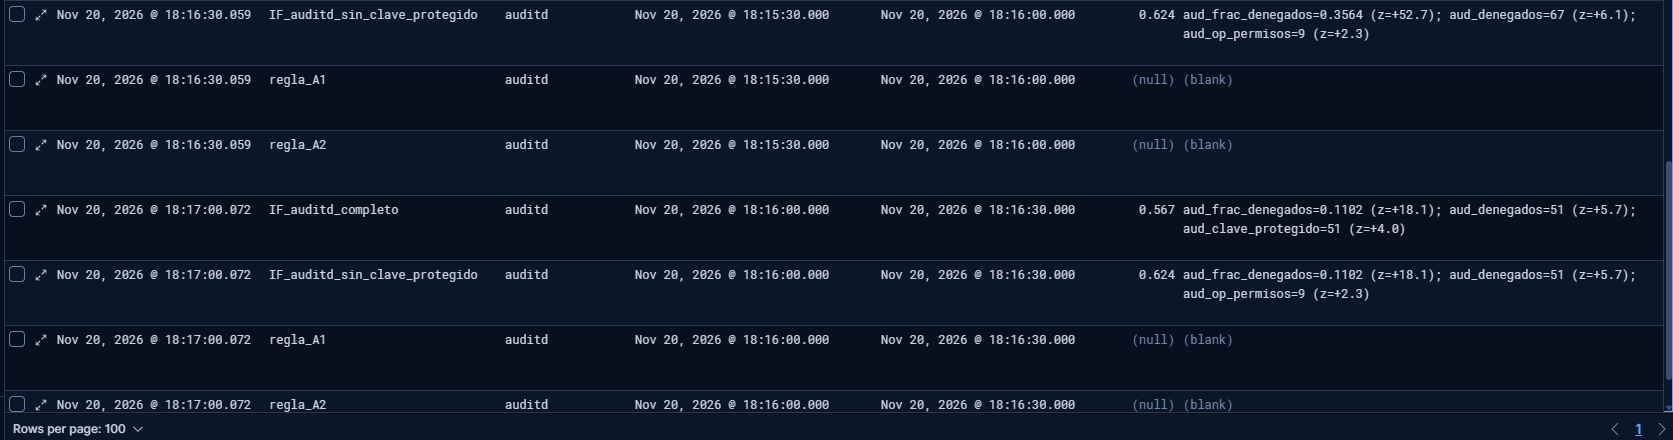 Nov 20, 2026 @ 18:16:30.059 IF_auditd_sin_clave_protegido auditd Nov 20, 2026 @ 18:15:30.000 Nov 20, 2026 @ 18:16:00.000 0.624 aud_frac_denegados=0.3564 (z=+52.7); aud_denegados=67 (z=+6.1);
aud_op_permisos=9 (z=+2.3)
Nov 20, 2026 @ 18:16:30.059 regla_A1 auditd Nov 20, 2026 @ 18:15:30.000 Nov 20, 2026 @ 18:16:00.000 (null) (blank)
Nov 20, 2026 @ 18:16:30.059 regla_A2 auditd Nov 20, 2026 @ 18:15:30.000 Nov 20, 2026 @ 18:16:00.000 (null) (blank)
Nov 20, 2026 @ 18:17:00.072 IF_auditd_completo auditd Nov 20, 2026 @ 18:16:00.000 Nov 20, 2026 @ 18:16:30.000 0.567 aud_frac_denegados=0.1102 (z=+18.1); aud_denegados=51 (z=+5.7);
aud_clave_protegido=51 (z=+4.0)
Nov 20, 2026 @ 18:17:00.072 IF_auditd_sin_clave_protegido auditd Nov 20, 2026 @ 18:16:00.000 Nov 20, 2026 @ 18:16:30.000 0.624 aud_frac_denegados=0.1102 (z=+18.1); aud_denegados=51 (z=+5.7);
aud_op_permisos=9 (z=+2.3)
Nov 20, 2026 @ 18:17:00.072 regla_A1 auditd Nov 20, 2026 @ 18:16:00.000 Nov 20, 2026 @ 18:16:30.000 (null) (blank)
Nov 20, 2026 @ 18:17:00.072 regla_A2 auditd Nov 20, 2026 @ 18:16:00.000 Nov 20, 2026 @ 18:16:30.000 (null) (blank)
Rows per page: 100 1